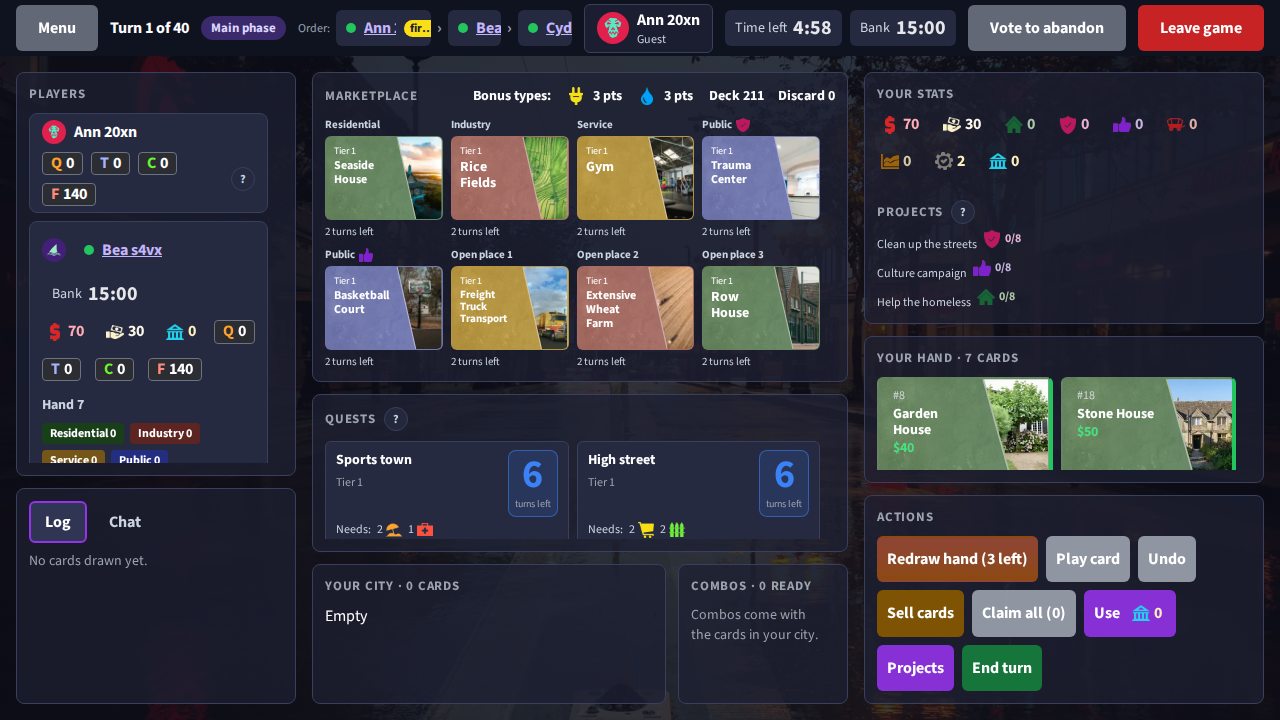 Menu
Turn 1 of 40
Main phase
Order:
Ann
fir...
›
Bea
›
Cyd
Ann 20xn
Guest
Time left 4:58
Bank 15:00
Vote to abandon
Leave game
PLAYERS
Ann 20xn
Q 0
T 0
C 0
F 140
?
Bea s4vx
Bank 15:00
70
30
0
Q 0
T 0
C 0
F 140
Hand 7
Residential 0
Industry 0
Service 0
Public 0
Log
Chat
No cards drawn yet.
MARKETPLACE
Bonus types:
3 pts
3 pts
Deck 211
Discard 0
Residential
Industry
Service
Public
Tier 1
Seaside
House
Tier 1
Rice
Fields
Tier 1
Gym
Tier 1
Trauma
Center
2 turns left
2 turns left
2 turns left
2 turns left
Public
Open place 1
Open place 2
Open place 3
Tier 1
Basketball
Court
Tier 1
Freight
Truck
Transport
Tier 1
Extensive
Wheat
Farm
Tier 1
Row
House
2 turns left
2 turns left
2 turns left
2 turns left
QUESTS
?
Sports town
Tier 1
6
turns left
Needs: 2 1
High street
Tier 1
6
turns left
Needs: 2 2
YOUR CITY · 0 CARDS
Empty
COMBOS · 0 READY
Combos come with
the cards in your city.
YOUR STATS
70
30
0
0
0
0
0
2
0
PROJECTS
?
Clean up the streets 0/8
Culture campaign 0/8
Help the homeless 0/8
YOUR HAND · 7 CARDS
#8
Garden
House
$40
#18
Stone House
$50
ACTIONS
Redraw hand (3 left)
Play card
Undo
Sell cards
Claim all (0)
Use 0
Projects
End turn